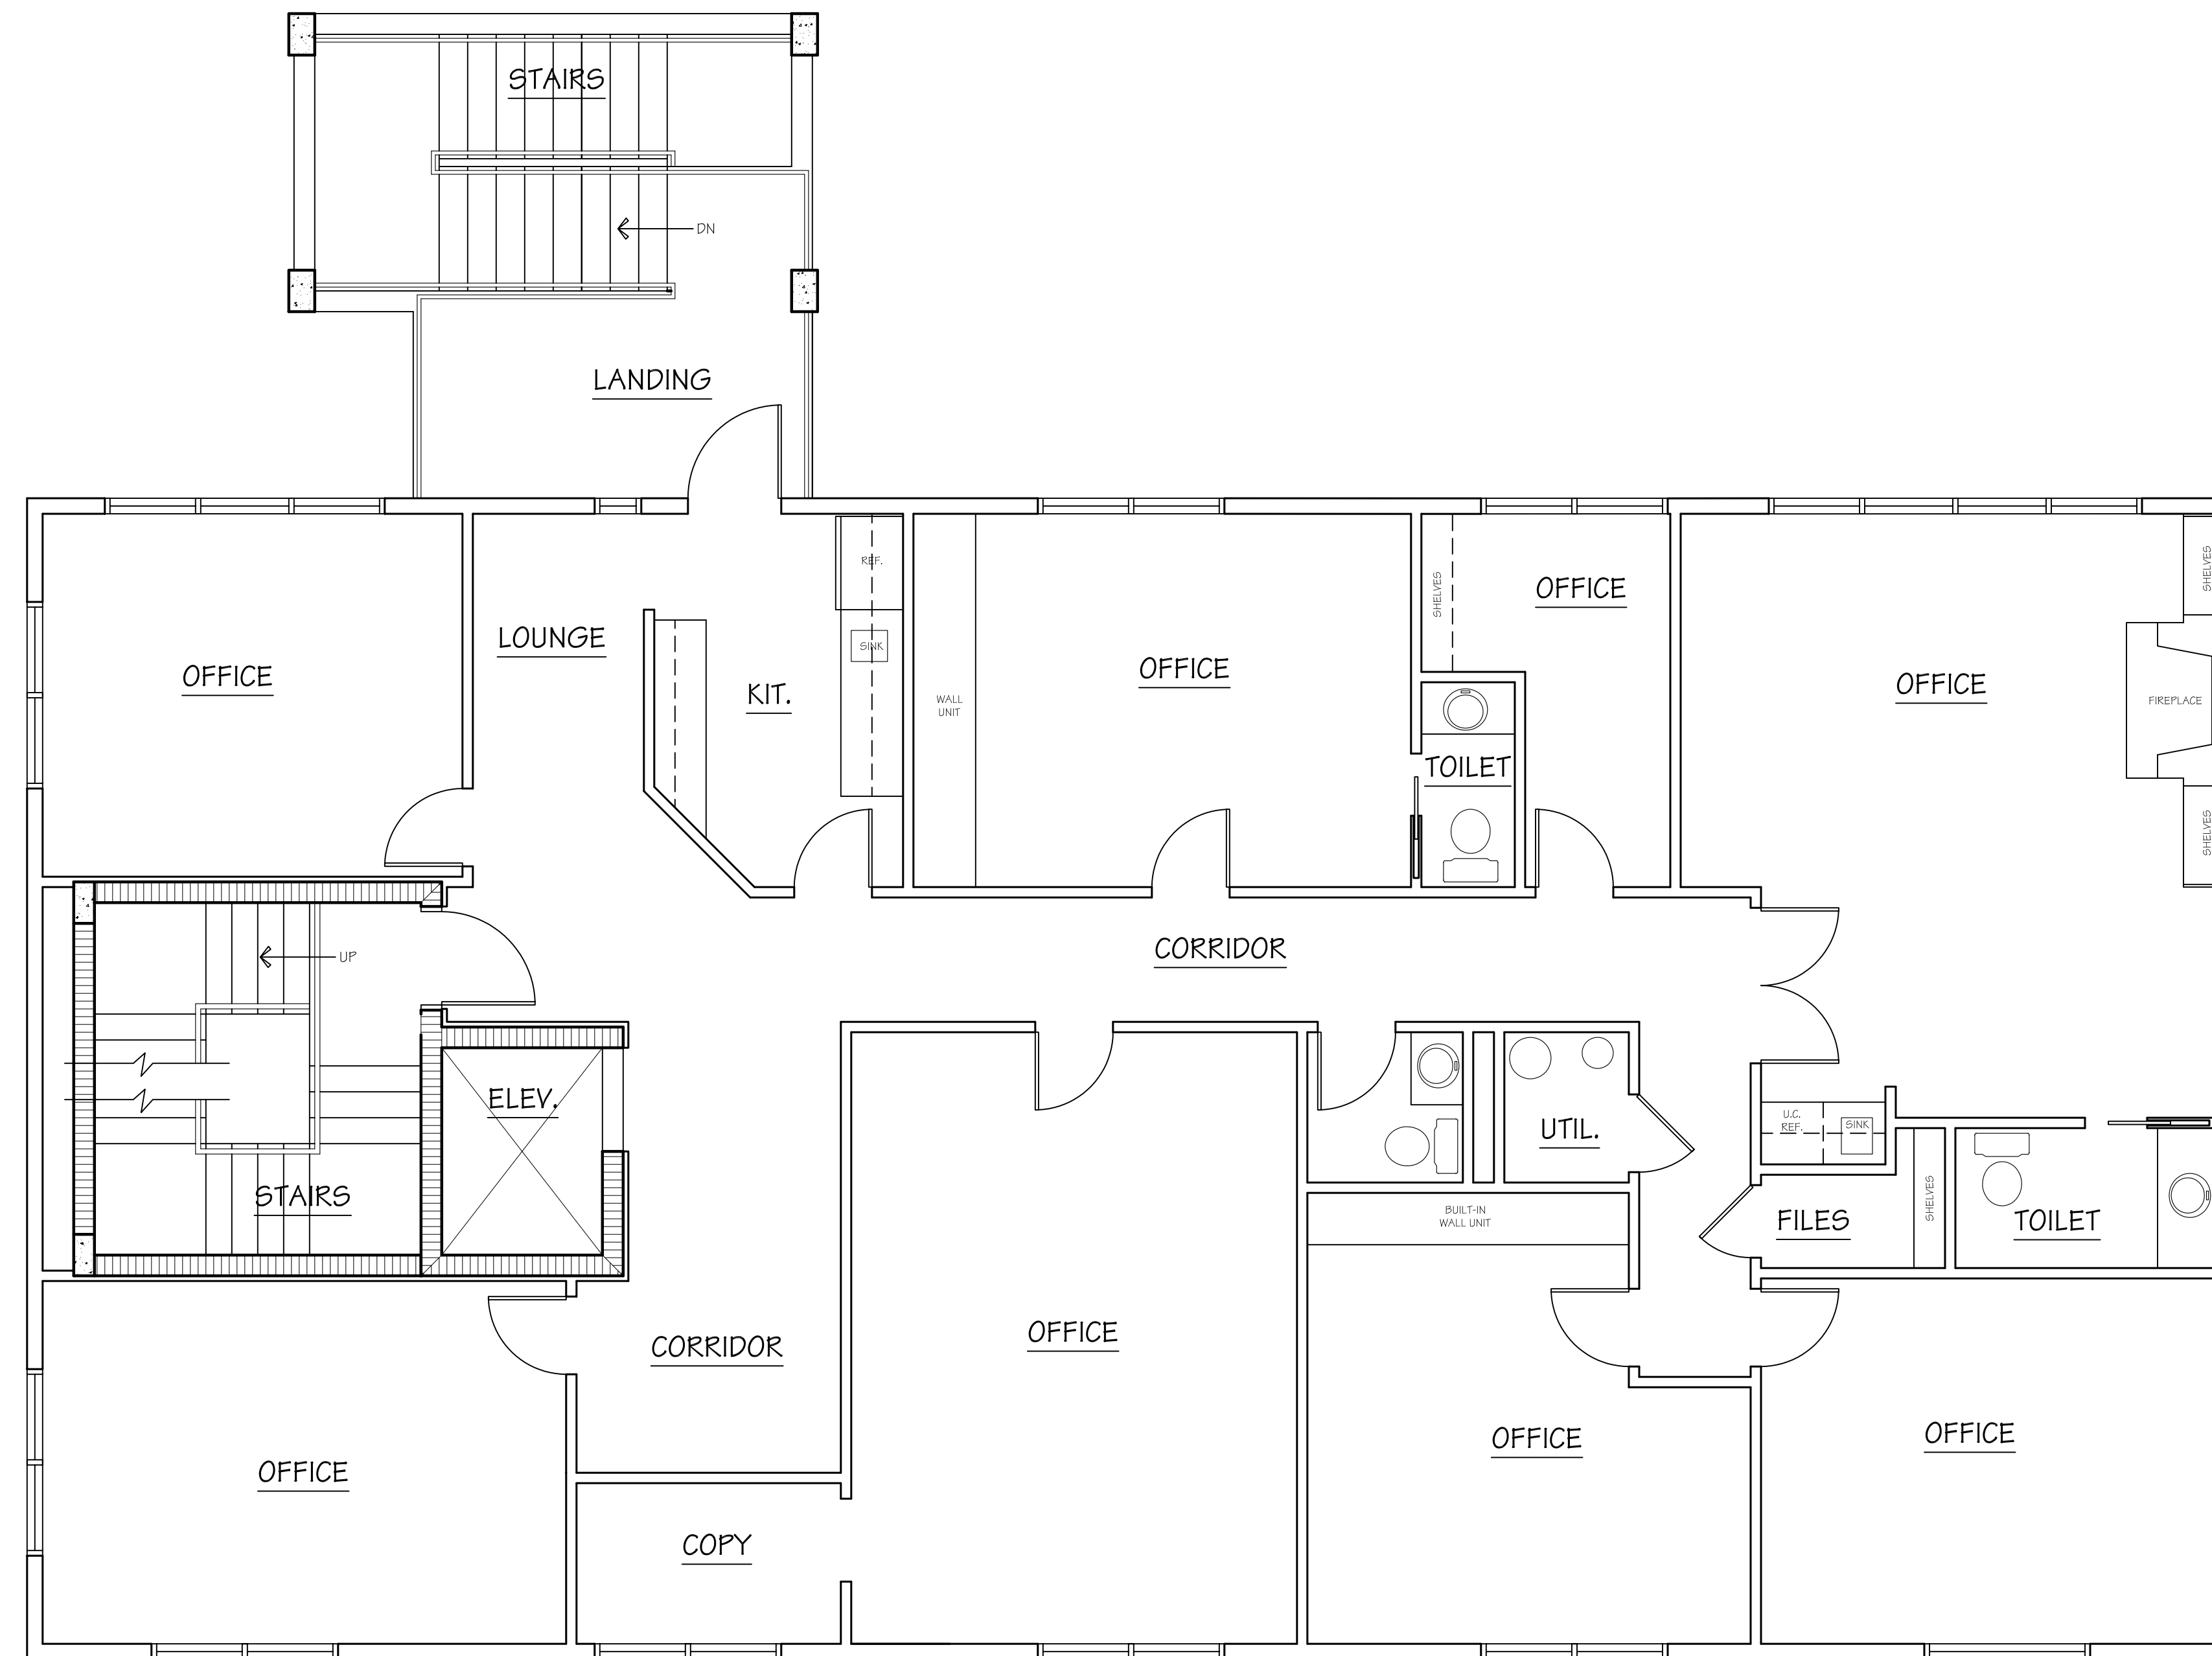 STAIRS
DN
LANDING
REF.
SHELVES
OFFICE
SHELVES
LOUNGE
SINK
OFFICE
KIT.
WALL
UNIT
OFFICE
OFFICE
FIREPLACE
TOILET
SHELVES
UP
CORRIDOR
ELEV.
UTIL.
U.C.
REF.
SINK
STAIRS
BUILT-IN
WALL UNIT
FILES
SHELVES
TOILET
CORRIDOR
OFFICE
OFFICE
OFFICE
OFFICE
COPY